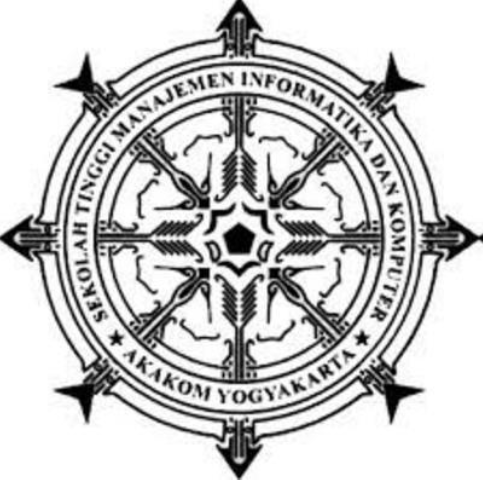 SEKOLAH TINGGI MANAJEMEN INFORMATIKA DAN KOMPUTER
AKAKOM YOGYAKARTA